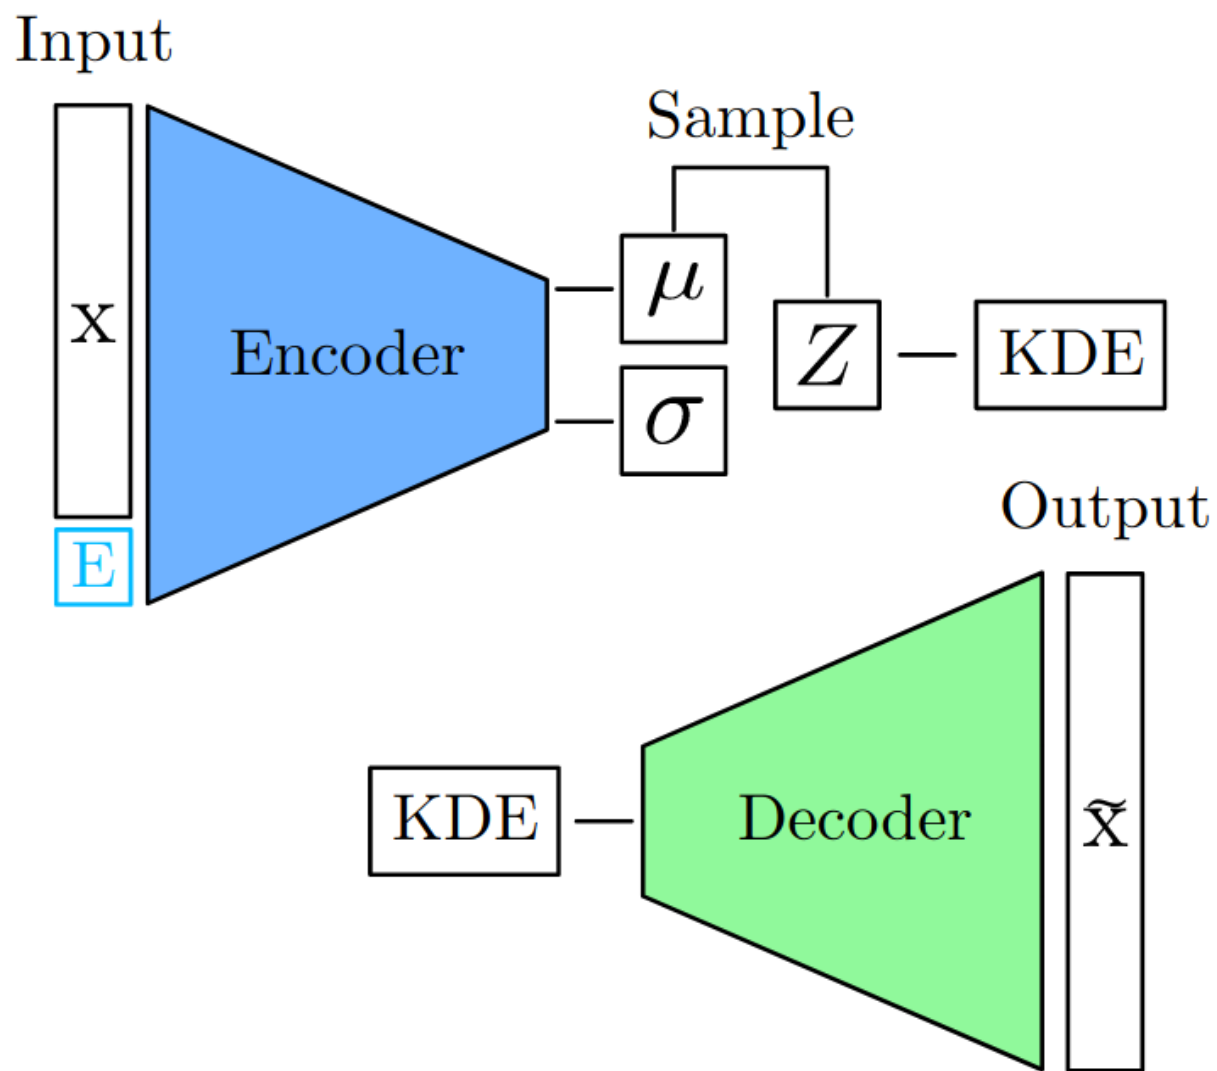 Input
Sample
x
E
Encoder
μ
σ
Z
KDE
Output
KDE
Decoder
x̃